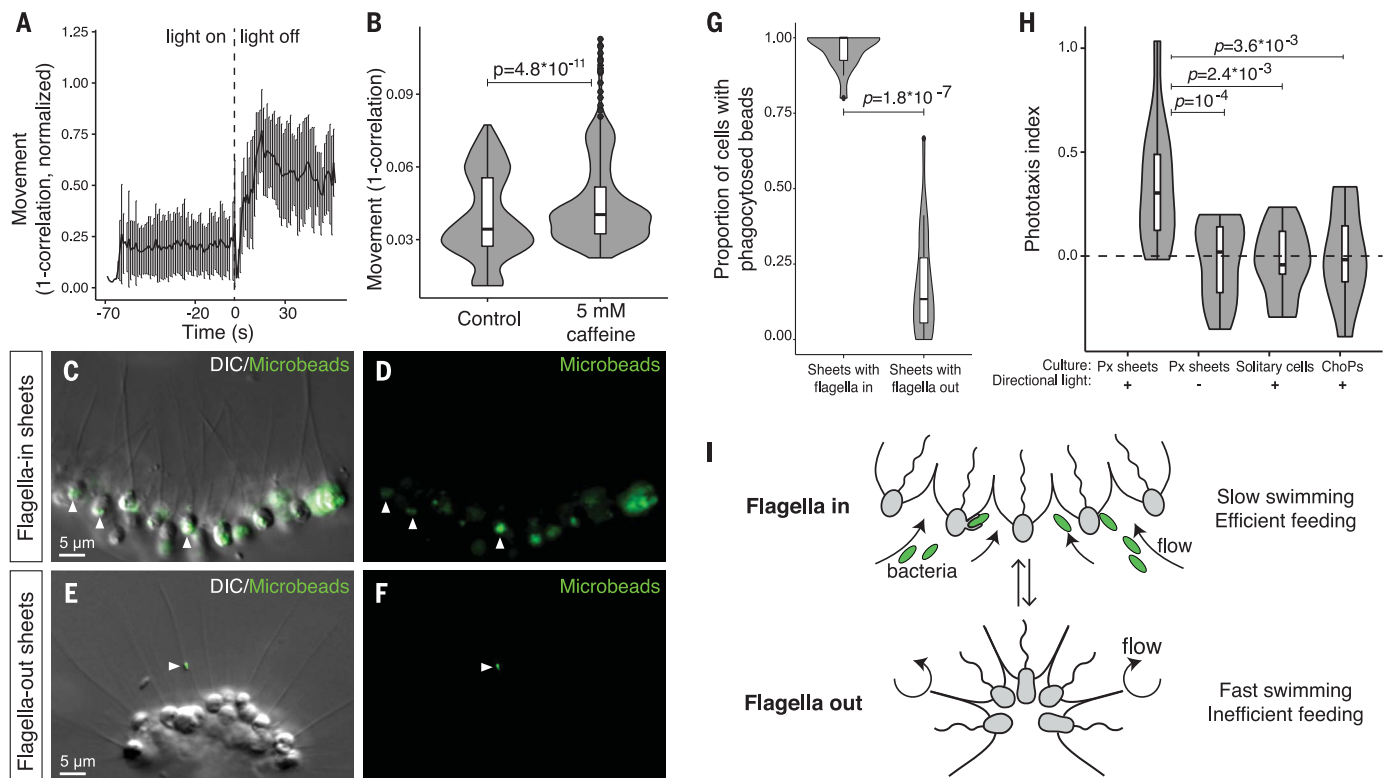 A
light on
light off
Movement
(1-correlation, normalized)
1.25
1.00
0.75
0.50
0.25
0.00
-70
-20
0
30
Time (s)
B
Movement (1-correlation)
0.09
0.06
0.03
p=4.8*10-11
Control
5 mM
caffeine
G
Proportion of cells with
phagocytosed beads
1.00
0.75
0.50
0.25
0.00
p=1.8*10-7
Sheets with
flagella in
Sheets with
flagella out
H
Phototaxis index
1.0
0.5
0.0
p=3.6*10-3
p=2.4*10-3
p=10-4
Culture: Px sheets Px sheets Solitary cells ChoPs
Directional light: + - + +
Flagella-in sheets
C
DIC/Microbeads
5 µm
D
Microbeads
Flagella-out sheets
E
DIC/Microbeads
5 µm
F
Microbeads
I
Flagella in
bacteria
flow
Slow swimming
Efficient feeding
Flagella out
flow
Fast swimming
Inefficient feeding